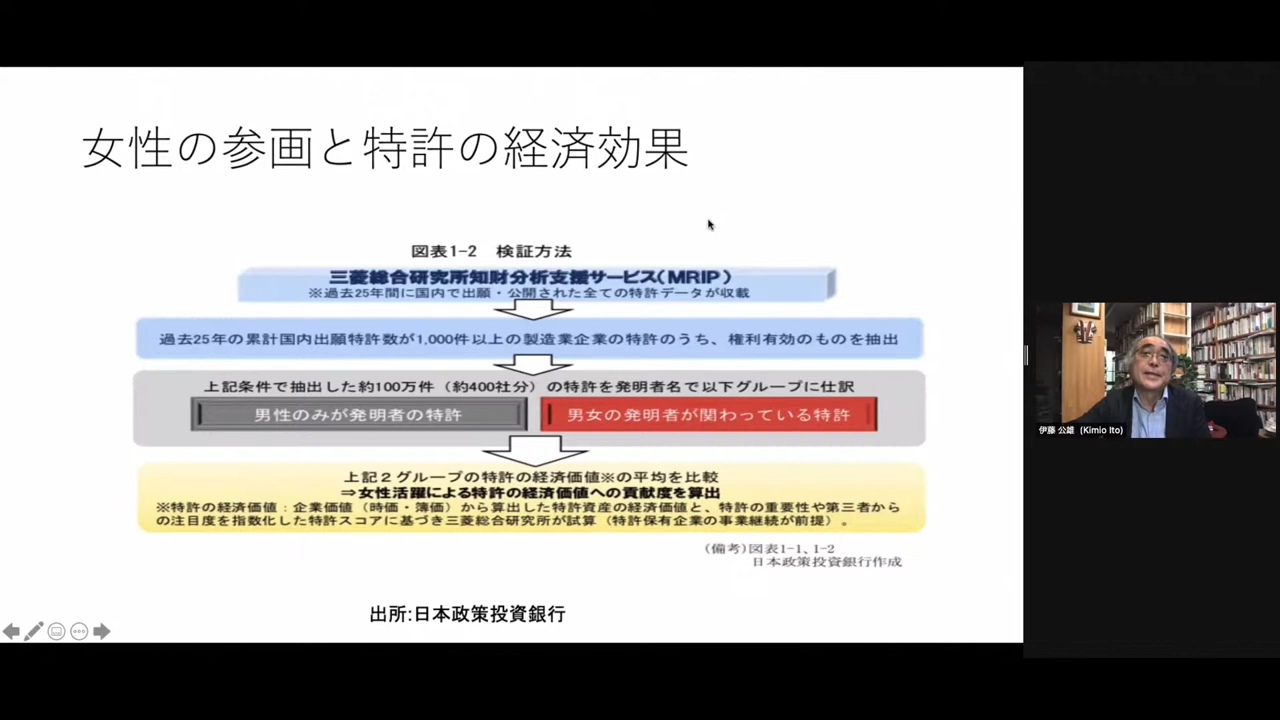 女性の参画と特許の経済効果
図表1-2　検証方法
三菱総合研究所知財分析支援サービス(MRIP)
※過去25年間に国内で出願・公開された全ての特許データが収載
過去25年の累計国内出願特許数が1,000件以上の製造業企業の特許のうち、権利有効のものを抽出
上記条件で抽出した約100万件（約400社分）の特許を発明者名で以下グループに仕訳
男性のみが発明者の特許
男女の発明者が関わっている特許
上記２グループの特許の経済価値※の平均を比較
⇒女性活躍による特許の経済価値への貢献度を算出
※特許の経済価値：企業価値（時価・簿価）から算出した特許資産の経済価値と、特許の重要性や第三者から
の注目度を指数化した特許スコアに基づき三菱総合研究所が試算（特許保有企業の事業継続が前提）。
(備考)図表1-1、1-2
日本政策投資銀行作成
出所:日本政策投資銀行
伊藤 公雄 (Kimio Ito)